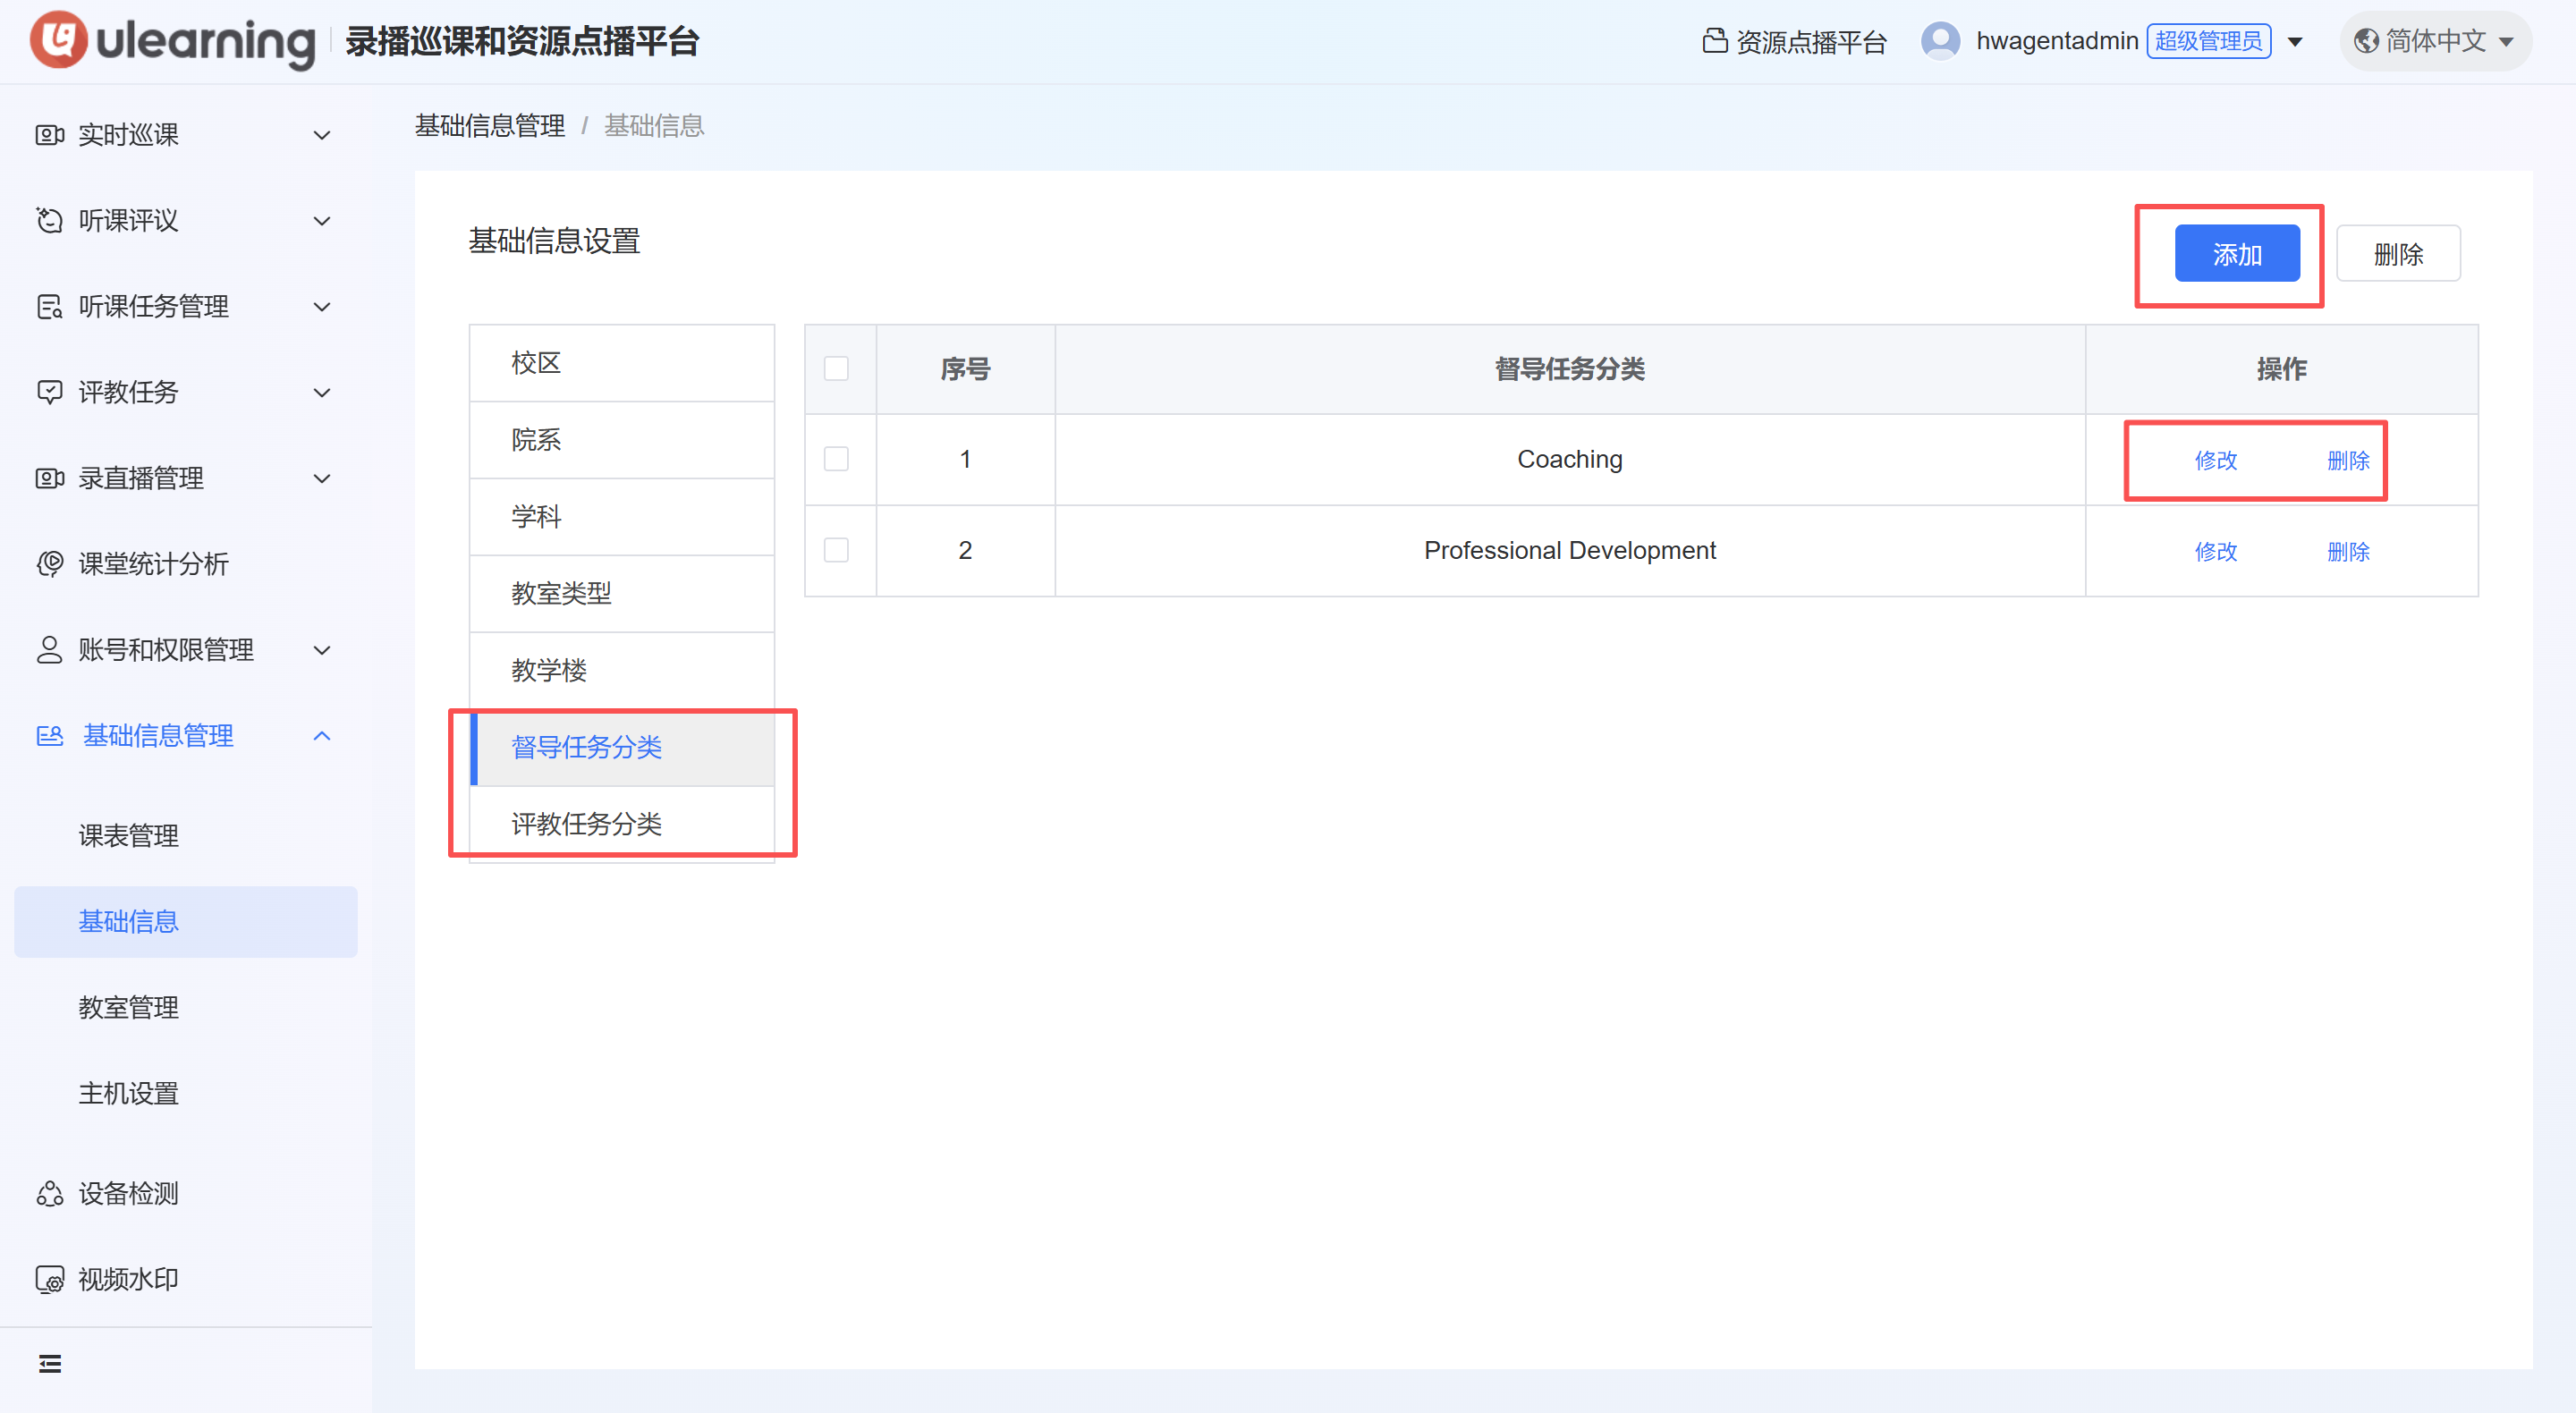 ulearning 录播巡课和资源点播平台
资源点播平台 hwagentadmin 超级管理员 简体中文
实时巡课
听课评议
听课任务管理
评教任务
录直播管理
课堂统计分析
账号和权限管理
基础信息管理
课表管理
基础信息
教室管理
主机设置
设备检测
视频水印
基础信息管理 / 基础信息
基础信息设置
添加 删除
校区
院系
学科
教室类型
教学楼
督导任务分类
评教任务分类
序号 督导任务分类 操作
1 Coaching 修改 删除
2 Professional Development 修改 删除